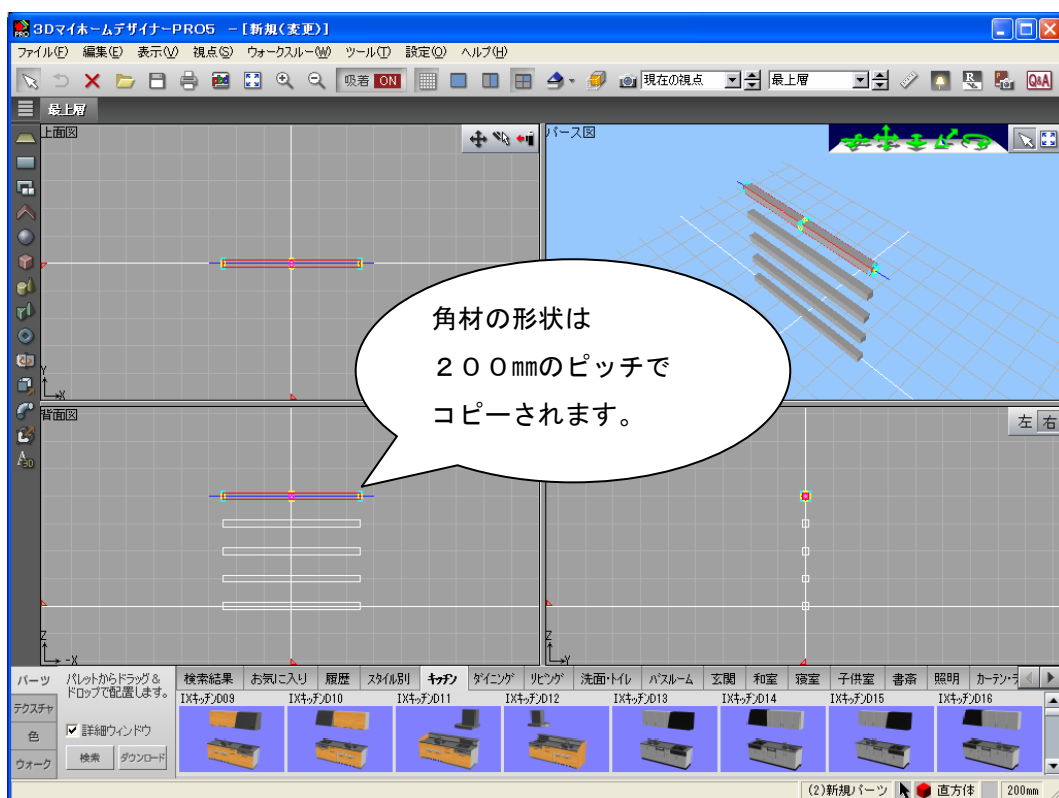 3DマイホームデザイナーPRO5 －[新規(変更)]
ファイル(F) 編集(E) 表示(V) 視点(S) ウォークスルー(W) ツール(T) 設定(O) ヘルプ(H)
吸着 ON 現在の視点 最上層 Q&A
最上層
上面図
パース図
角材の形状は
２００㎜のピッチで
コピーされます。
Y
X
背面図
左 右
Z
-X
Z
Y
パーツ
テクスチャ
色
ウォーク
パレットからドラッグ＆
ドロップで配置します。
詳細ウィンドウ
検索 ダウンロード
検索結果 お気に入り 履歴 スタイル別 キッチン ダイニング リビング 洗面・トイレ バスルーム 玄関 和室 寝室 子供室 書斎 照明 カーテン・ラ
IXキッチンD09 IXキッチンD10 IXキッチンD11 IXキッチンD12 IXキッチンD13 IXキッチンD14 IXキッチンD15 IXキッチンD16
(2)新規パーツ 直方体 200mm